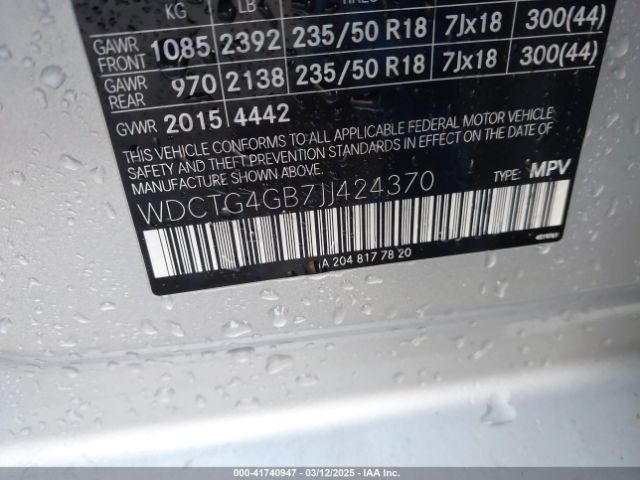 KG LB
GAWR FRONT 1085 2392 235/50 R18 7Jx18 300(44)
GAWR REAR 970 2138 235/50 R18 7Jx18 300(44)
GVWR 2015 4442
THIS VEHICLE CONFORMS TO ALL APPLICABLE FEDERAL MOTOR VEHICLE
SAFETY AND THEFT PREVENTION STANDARDS IN EFFECT ON THE DATE OF
MANUFACTURE SHOWN ABOVE.
WDCTG4GB7JJ424370 TYPE: MPV
A 204 817 78 20
000-41740947 - 03/12/2025 - IAA Inc.